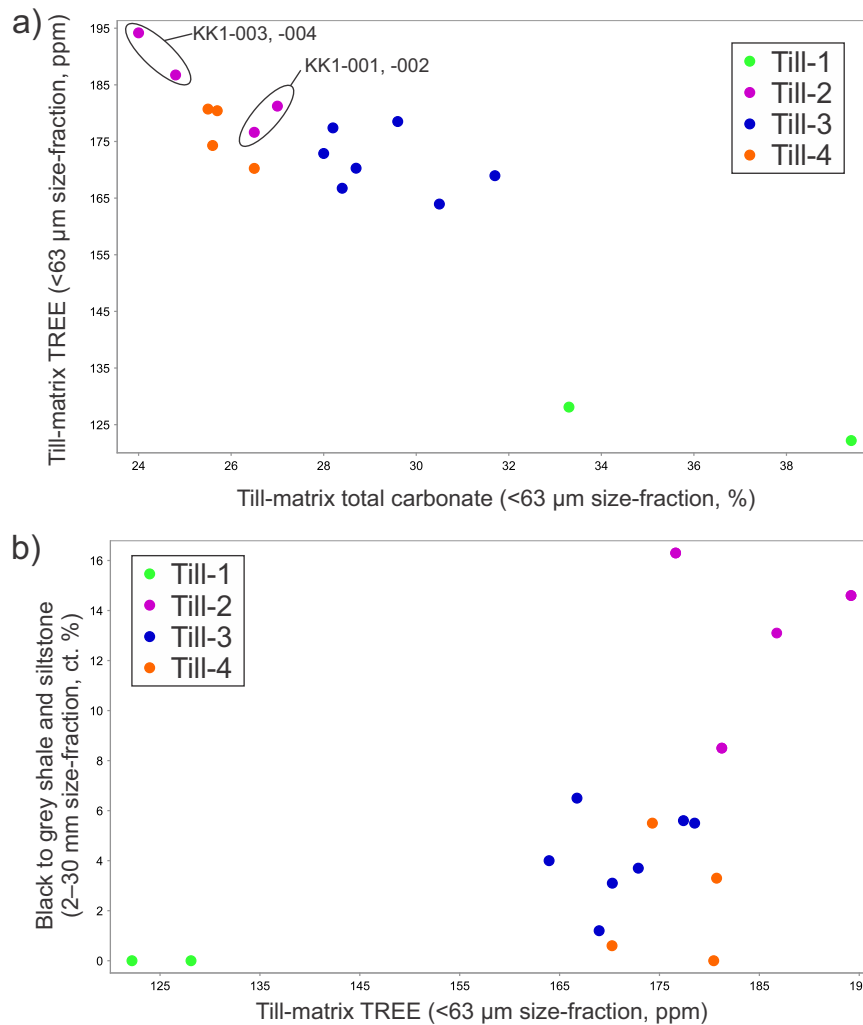 a)
Till-matrix TREE (<63 µm size-fraction, ppm)
195
185
175
165
155
145
135
125
KK1-003, -004
KK1-001, -002
Till-1
Till-2
Till-3
Till-4
24
26
28
30
32
34
36
38
Till-matrix total carbonate (<63 µm size-fraction, %)
b)
Black to grey shale and siltstone
(2–30 mm size-fraction, ct. %)
16
14
12
10
8
6
4
2
0
Till-1
Till-2
Till-3
Till-4
125
135
145
155
165
175
185
19
Till-matrix TREE (<63 µm size-fraction, ppm)